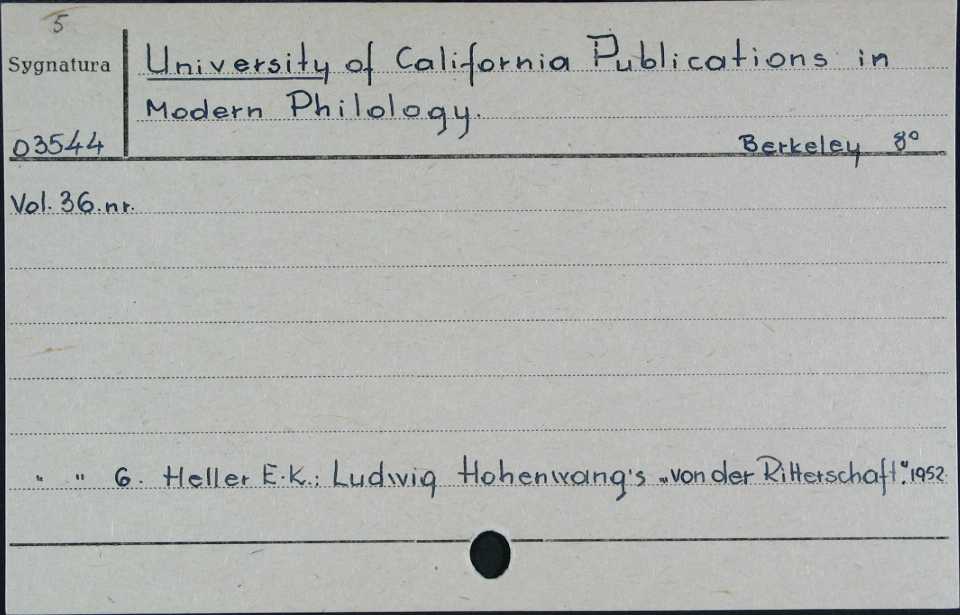 5
Sygnatura
University of California Publications in
Modern Philology.
03544
Berkeley 8°
Vol. 36. nr.
" " 6. Heller E.K.: Ludwig Hohenwang's „von der Ritterschaft". 1952.